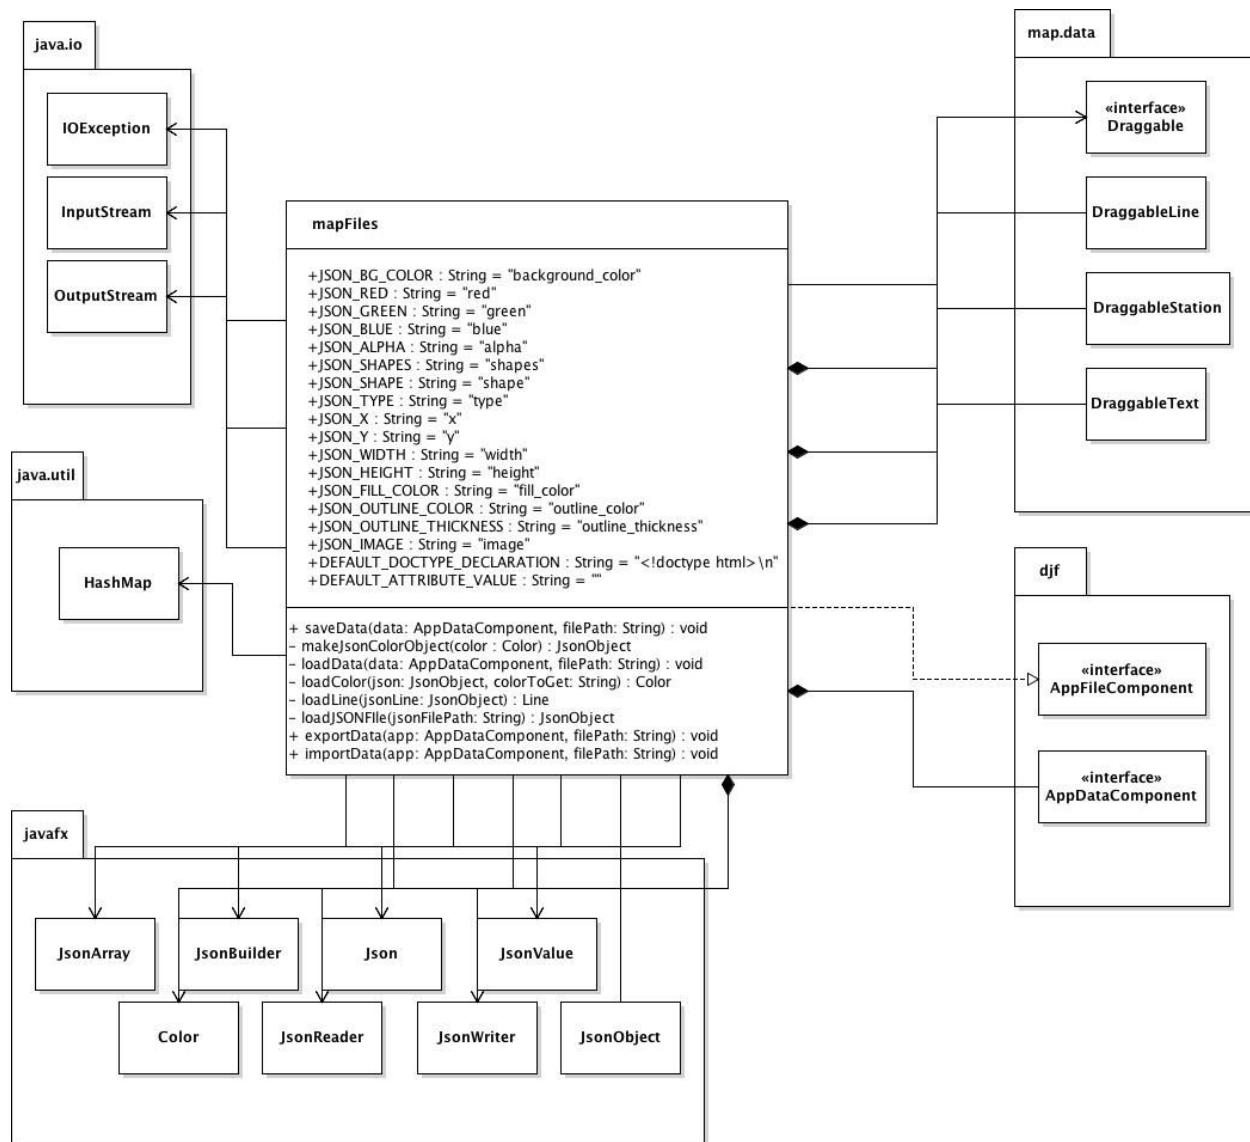 java.io
IOException
InputStream
OutputStream
java.util
HashMap
mapFiles
+JSON_BG_COLOR : String = "background_color"
+JSON_RED : String = "red"
+JSON_GREEN : String = "green"
+JSON_BLUE : String = "blue"
+JSON_ALPHA : String = "alpha"
+JSON_SHAPES : String = "shapes"
+JSON_SHAPE : String = "shape"
+JSON_TYPE : String = "type"
+JSON_X : String = "x"
+JSON_Y : String = "y"
+JSON_WIDTH : String = "width"
+JSON_HEIGHT : String = "height"
+JSON_FILL_COLOR : String = "fill_color"
+JSON_OUTLINE_COLOR : String = "outline_color"
+JSON_OUTLINE_THICKNESS : String = "outline_thickness"
+JSON_IMAGE : String = "image"
+DEFAULT_DOCTYPE_DECLARATION : String = "<!doctype html>\n"
+DEFAULT_ATTRIBUTE_VALUE : String = ""
+ saveData(data: AppDataComponent, filePath: String) : void
- makeJsonColorObject(color : Color) : JsonObject
- loadData(data: AppDataComponent, filePath: String) : void
- loadColor(json: JsonObject, colorToGet: String) : Color
- loadLine(jsonLine: JsonObject) : Line
- loadJSONFIle(jsonFilePath: String) : JsonObject
+ exportData(app: AppDataComponent, filePath: String) : void
+ importData(app: AppDataComponent, filePath: String) : void
map.data
«interface»
Draggable
DraggableLine
DraggableStation
DraggableText
djf
«interface»
AppFileComponent
«interface»
AppDataComponent
javafx
JsonArray
JsonBuilder
Json
JsonValue
Color
JsonReader
JsonWriter
JsonObject